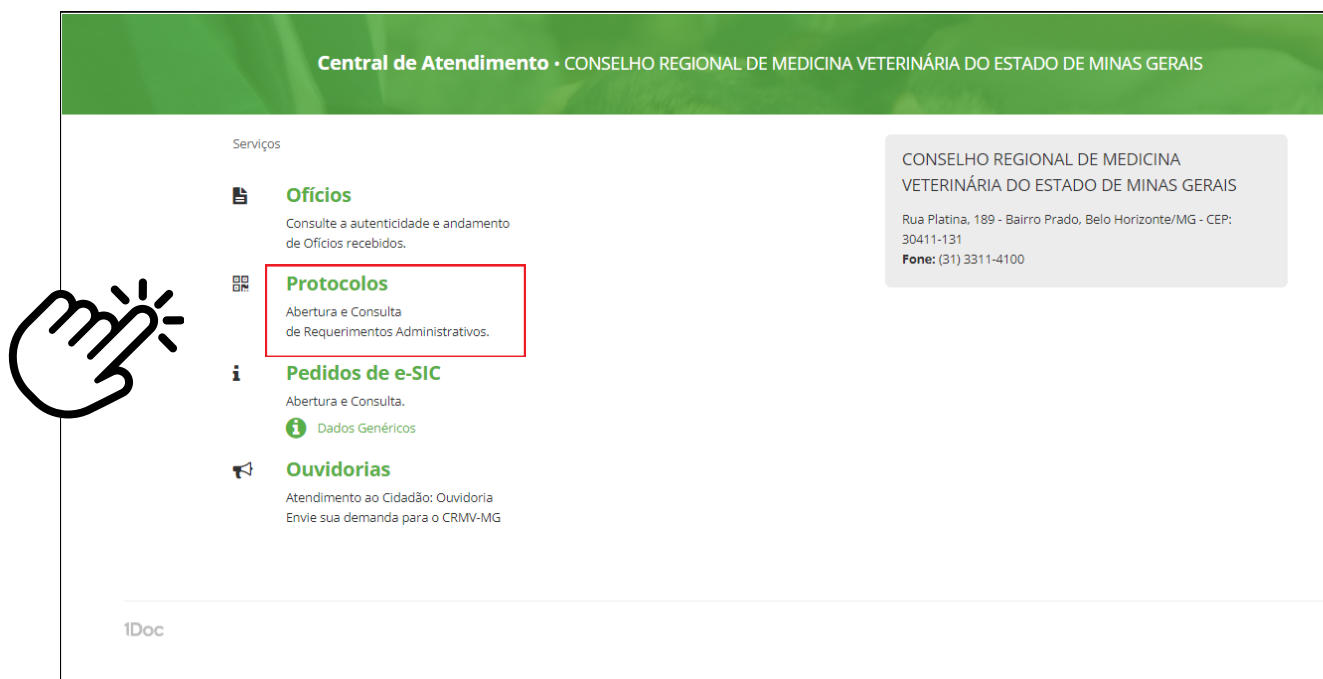 Central de Atendimento • CONSELHO REGIONAL DE MEDICINA VETERINÁRIA DO ESTADO DE MINAS GERAIS
Serviços
Ofícios
Consulte a autenticidade e andamento
de Ofícios recebidos.
Protocolos
Abertura e Consulta
de Requerimentos Administrativos.
Pedidos de e-SIC
Abertura e Consulta.
Dados Genéricos
Ouvidorias
Atendimento ao Cidadão: Ouvidoria
Envie sua demanda para o CRMV-MG
CONSELHO REGIONAL DE MEDICINA
VETERINÁRIA DO ESTADO DE MINAS GERAIS
Rua Platina, 189 - Bairro Prado, Belo Horizonte/MG - CEP:
30411-131
Fone: (31) 3311-4100
1Doc